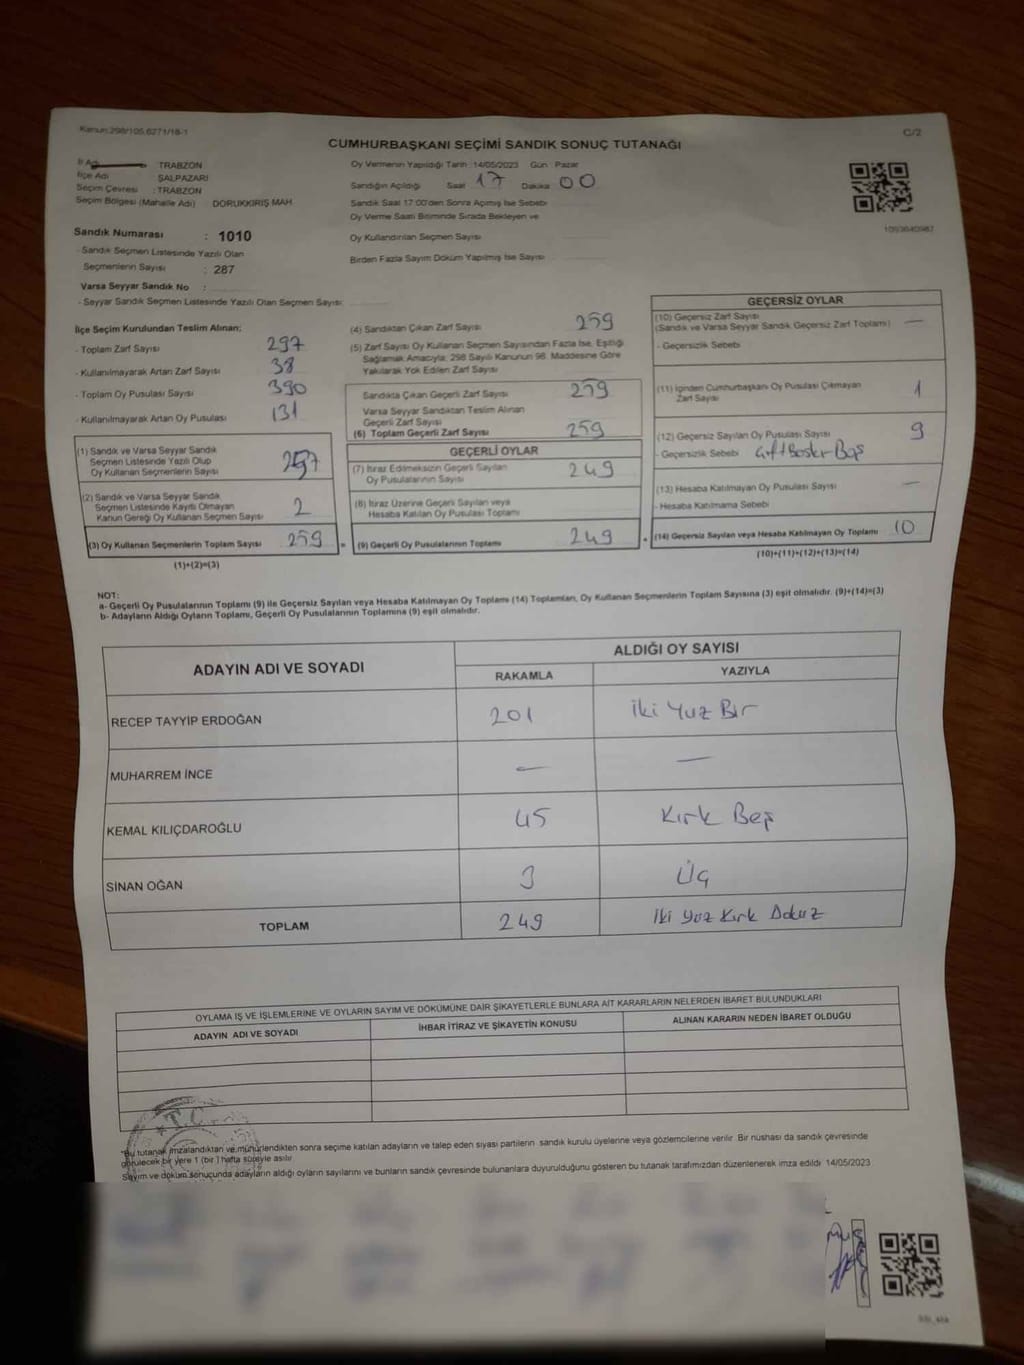 Kanun:298/105.6271/18-1
C/2
CUMHURBAŞKANI SEÇİMİ SANDIK SONUÇ TUTANAĞI
İl Adı TRABZON
İlçe Adı ŞALPAZARI
Seçim Çevresi : TRABZON
Seçim Bölgesi (Mahalle Adı) : DORUKKİRİŞ MAH.
Oy Vermenin Yapıldığı Tarih : 14/05/2023 Gün : Pazar
Sandığın Açıldığı Saat 17 Dakika 00
Sandık Saat 17:00'den Sonra Açılmış İse Sebebi
Oy Verme Saati Bitiminde Sırada Bekleyen ve
Oy Kullandırılan Seçmen Sayısı
Birden Fazla Sayım Döküm Yapılmış İse Sayısı
1093640987
Sandık Numarası : 1010
- Sandık Seçmen Listesinde Yazılı Olan
Seçmenlerin Sayısı : 287
Varsa Seyyar Sandık No :
- Seyyar Sandık Seçmen Listesinde Yazılı Olan Seçmen Sayısı:
İlçe Seçim Kurulundan Teslim Alınan:
- Toplam Zarf Sayısı 297
- Kullanılmayarak Artan Zarf Sayısı 38
- Toplam Oy Pusulası Sayısı 390
- Kullanılmayarak Artan Oy Pusulası 131
(1) Sandık ve Varsa Seyyar Sandık
Seçmen Listesinde Yazılı Olup
Oy Kullanan Seçmenlerin Sayısı 257
(2) Sandık ve Varsa Seyyar Sandık
Seçmen Listesinde Kayıtlı Olmayan
Kanun Gereği Oy Kullanan Seçmen Sayısı 2
(3) Oy Kullanan Seçmenlerin Toplam Sayısı 259
(1)+(2)=(3)
(4) Sandıktan Çıkan Zarf Sayısı 259
(5) Zarf Sayısı Oy Kullanan Seçmen Sayısından Fazla İse, Eşitliği
Sağlamak Amacıyla; 298 Sayılı Kanunun 98. Maddesine Göre
Yakılarak Yok Edilen Zarf Sayısı
Sandıkta Çıkan Geçerli Zarf Sayısı 259
Varsa Seyyar Sandıktan Teslim Alınan
Geçerli Zarf Sayısı
(6) Toplam Geçerli Zarf Sayısı 259
GEÇERLİ OYLAR
(7) İtiraz Edilmeksizin Geçerli Sayılan
Oy Pusulalarının Sayısı 249
(8) İtiraz Üzerine Geçerli Sayılan veya
Hesaba Katılan Oy Pusulası Toplamı
= (9) Geçerli Oy Pusulalarının Toplamı 249
GEÇERSİZ OYLAR
(10) Geçersiz Zarf Sayısı
(Sandık ve Varsa Seyyar Sandık Geçersiz Zarf Toplamı) —
- Geçersizlik Sebebi
(11) İçinden Cumhurbaşkanı Oy Pusulası Çıkmayan
Zarf Sayısı 1
(12) Geçersiz Sayılan Oy Pusulası Sayısı 9
- Geçersizlik Sebebi
(13) Hesaba Katılmayan Oy Pusulası Sayısı —
- Hesaba Katılmama Sebebi
+ (14) Geçersiz Sayılan veya Hesaba Katılmayan Oy Toplamı 10
(10)+(11)+(12)+(13)=(14)
NOT:
a- Geçerli Oy Pusulalarının Toplamı (9) ile Geçersiz Sayılan veya Hesaba Katılmayan Oy Toplamı (14) Toplamları, Oy Kullanan Seçmenlerin Toplam Sayısına (3) eşit olmalıdır. (9)+(14)=(3)
b- Adayların Aldığı Oyların Toplamı, Geçerli Oy Pusulalarının Toplamına (9) eşit olmalıdır.
ADAYIN ADI VE SOYADI
ALDIĞI OY SAYISI
RAKAMLA YAZIYLA
RECEP TAYYİP ERDOĞAN 201 İki Yuz Bir
MUHARREM İNCE — —
KEMAL KILIÇDAROĞLU 45 Kırk Beş
SİNAN OĞAN 3 Üç
TOPLAM 249 İki Yuz Kırk Dokuz
OYLAMA İŞ VE İŞLEMLERİNE VE OYLARIN SAYIM VE DÖKÜMÜNE DAİR ŞİKAYETLERLE BUNLARA AİT KARARLARIN NELERDEN İBARET BULUNDUKLARI
ADAYIN ADI VE SOYADI İHBAR İTİRAZ VE ŞİKAYETİN KONUSU ALINAN KARARIN NEDEN İBARET OLDUĞU
T.C.
*Bu tutanak imzalandıktan ve mühürlendikten sonra seçime katılan adayların ve talep eden siyasi partilerin sandık kurulu üyelerine veya gözlemcilerine verilir. Bir nüshası da sandık çevresinde
görülecek bir yere 1 (bir) hafta süreyle asılır.
Sayım ve döküm sonucunda adayların aldığı oyların sayılarını ve bunların sandık çevresinde bulunanlara duyurulduğunu gösteren bu tutanak tarafımızdan düzenlenerek imza edildi. 14/05/2023